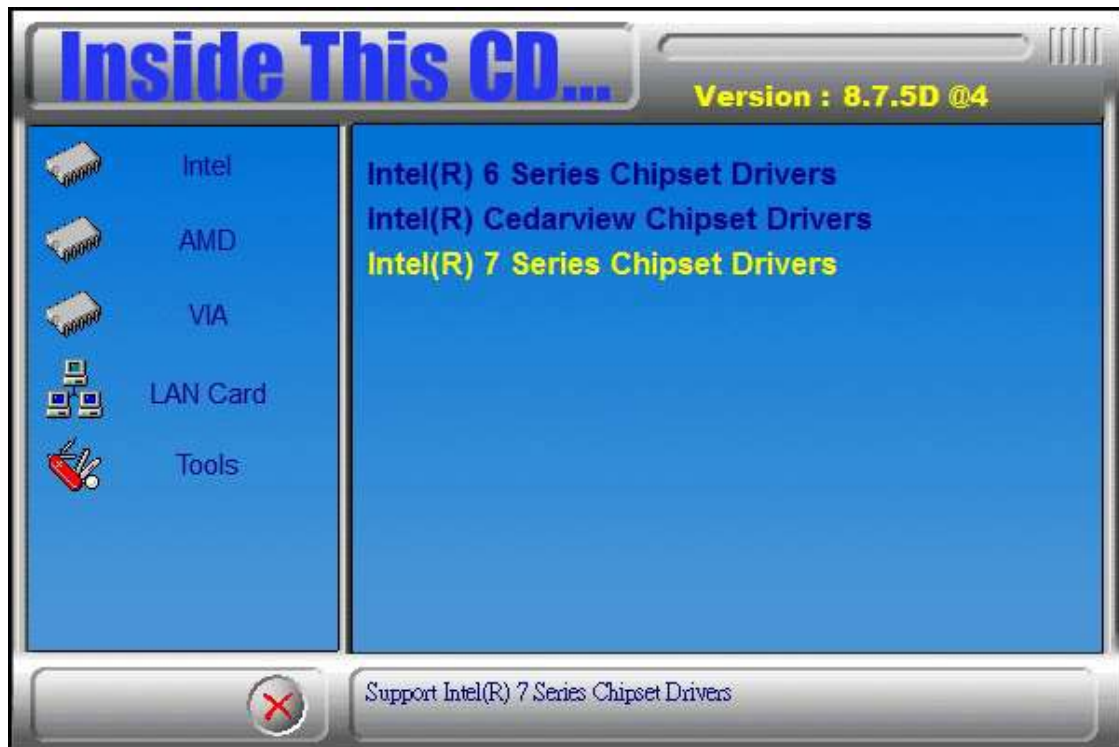 Inside This CD...
Version : 8.7.5D @4
Intel
AMD
VIA
LAN Card
Tools
Intel(R) 6 Series Chipset Drivers
Intel(R) Cedarview Chipset Drivers
Intel(R) 7 Series Chipset Drivers
Support Intel(R) 7 Series Chipset Drivers